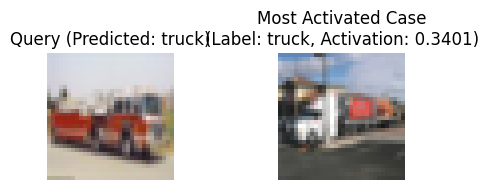 Most Activated Case
Query (Predicted: truck)
(Label: truck, Activation: 0.3401)